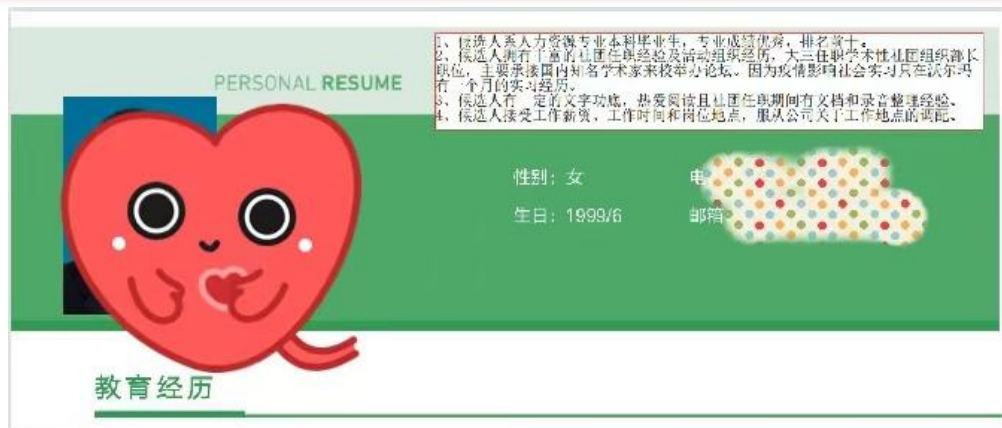 1、候选人系人力资源专业本科毕业生，专业成绩优秀，排名前十。
2、候选人拥有丰富的社团任职经验及活动组织经历，大三任职学术性社团组织部长
职位，主要承接国内知名学术家来校举办论坛。因为疫情影响社会实习只在沃尔玛
有一个月的实习经历。
3、候选人有一定的文字功底，热爱阅读且社团任职期间有文档和录音整理经验。
4、候选人接受工作薪资、工作时间和岗位地点，服从公司关于工作地点的调配。
PERSONAL RESUME
性别：女
电
生日：1999/6
邮箱
教育经历